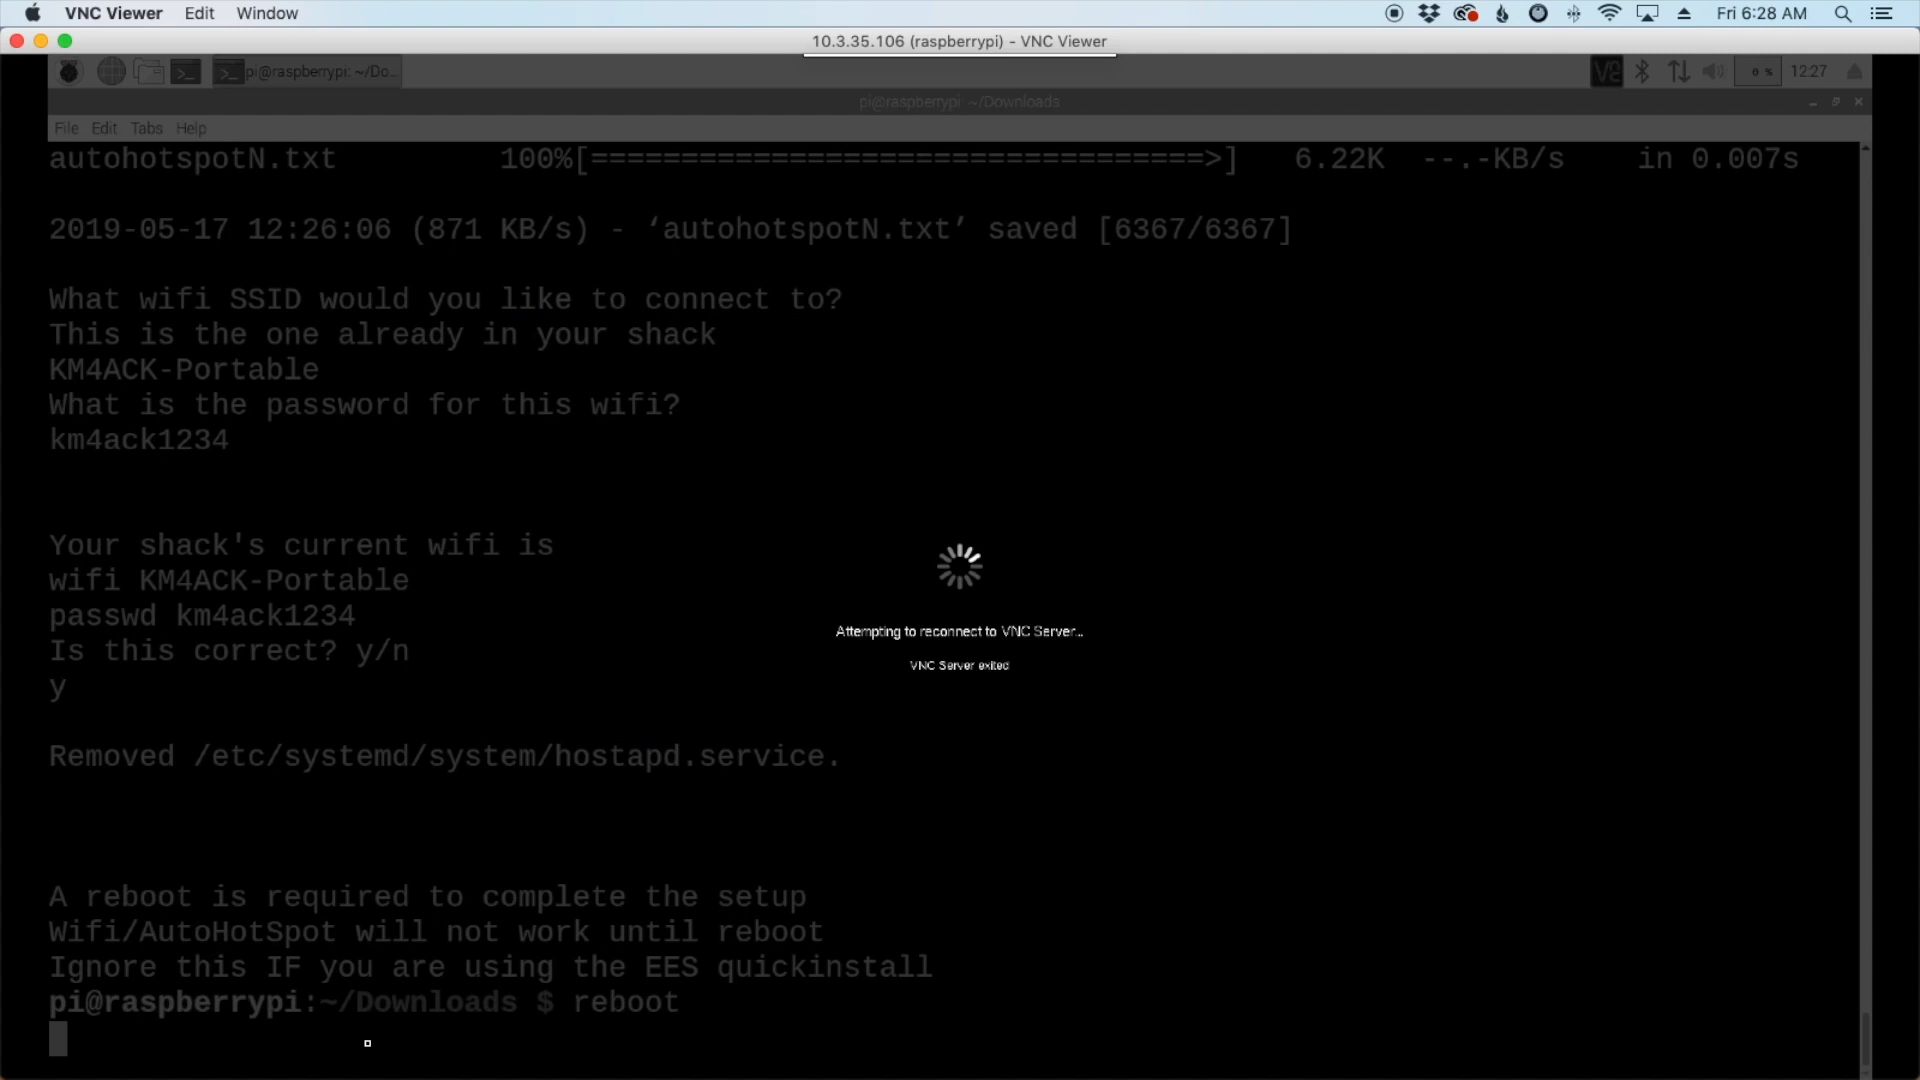 VNC Viewer Edit Window Fri 6:28 AM
10.3.35.106 (raspberrypi) - VNC Viewer
pi@raspberrypi: ~/Do... 0 % 12:27
pi@raspberrypi: ~/Downloads
File Edit Tabs Help
autohotspotN.txt 100%[==================================>] 6.22K --.-KB/s in 0.007s
2019-05-17 12:26:06 (871 KB/s) - ‘autohotspotN.txt’ saved [6367/6367]
What wifi SSID would you like to connect to?
This is the one already in your shack
KM4ACK-Portable
What is the password for this wifi?
km4ack1234
Your shack's current wifi is
wifi KM4ACK-Portable
passwd km4ack1234
Is this correct? y/n
y
Attempting to reconnect to VNC Server...
VNC Server exited
Removed /etc/systemd/system/hostapd.service.
A reboot is required to complete the setup
Wifi/AutoHotSpot will not work until reboot
Ignore this IF you are using the EES quickinstall
pi@raspberrypi:~/Downloads $ reboot